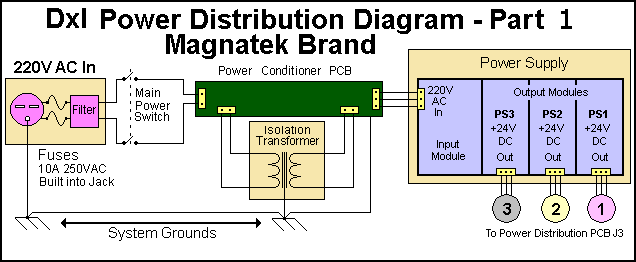 DxI Power Distribution Diagram - Part 1
Magnatek Brand
220V AC In
Filter
Fuses
10A 250VAC
Built into Jack
Main
Power
Switch
Power Conditioner PCB
Isolation
Transformer
System Grounds
Power Supply
220V
AC
In
Input
Module
Output Modules
PS3
+24V
DC
Out
PS2
+24V
DC
Out
PS1
+24V
DC
Out
3
2
1
To Power Distribution PCB J3